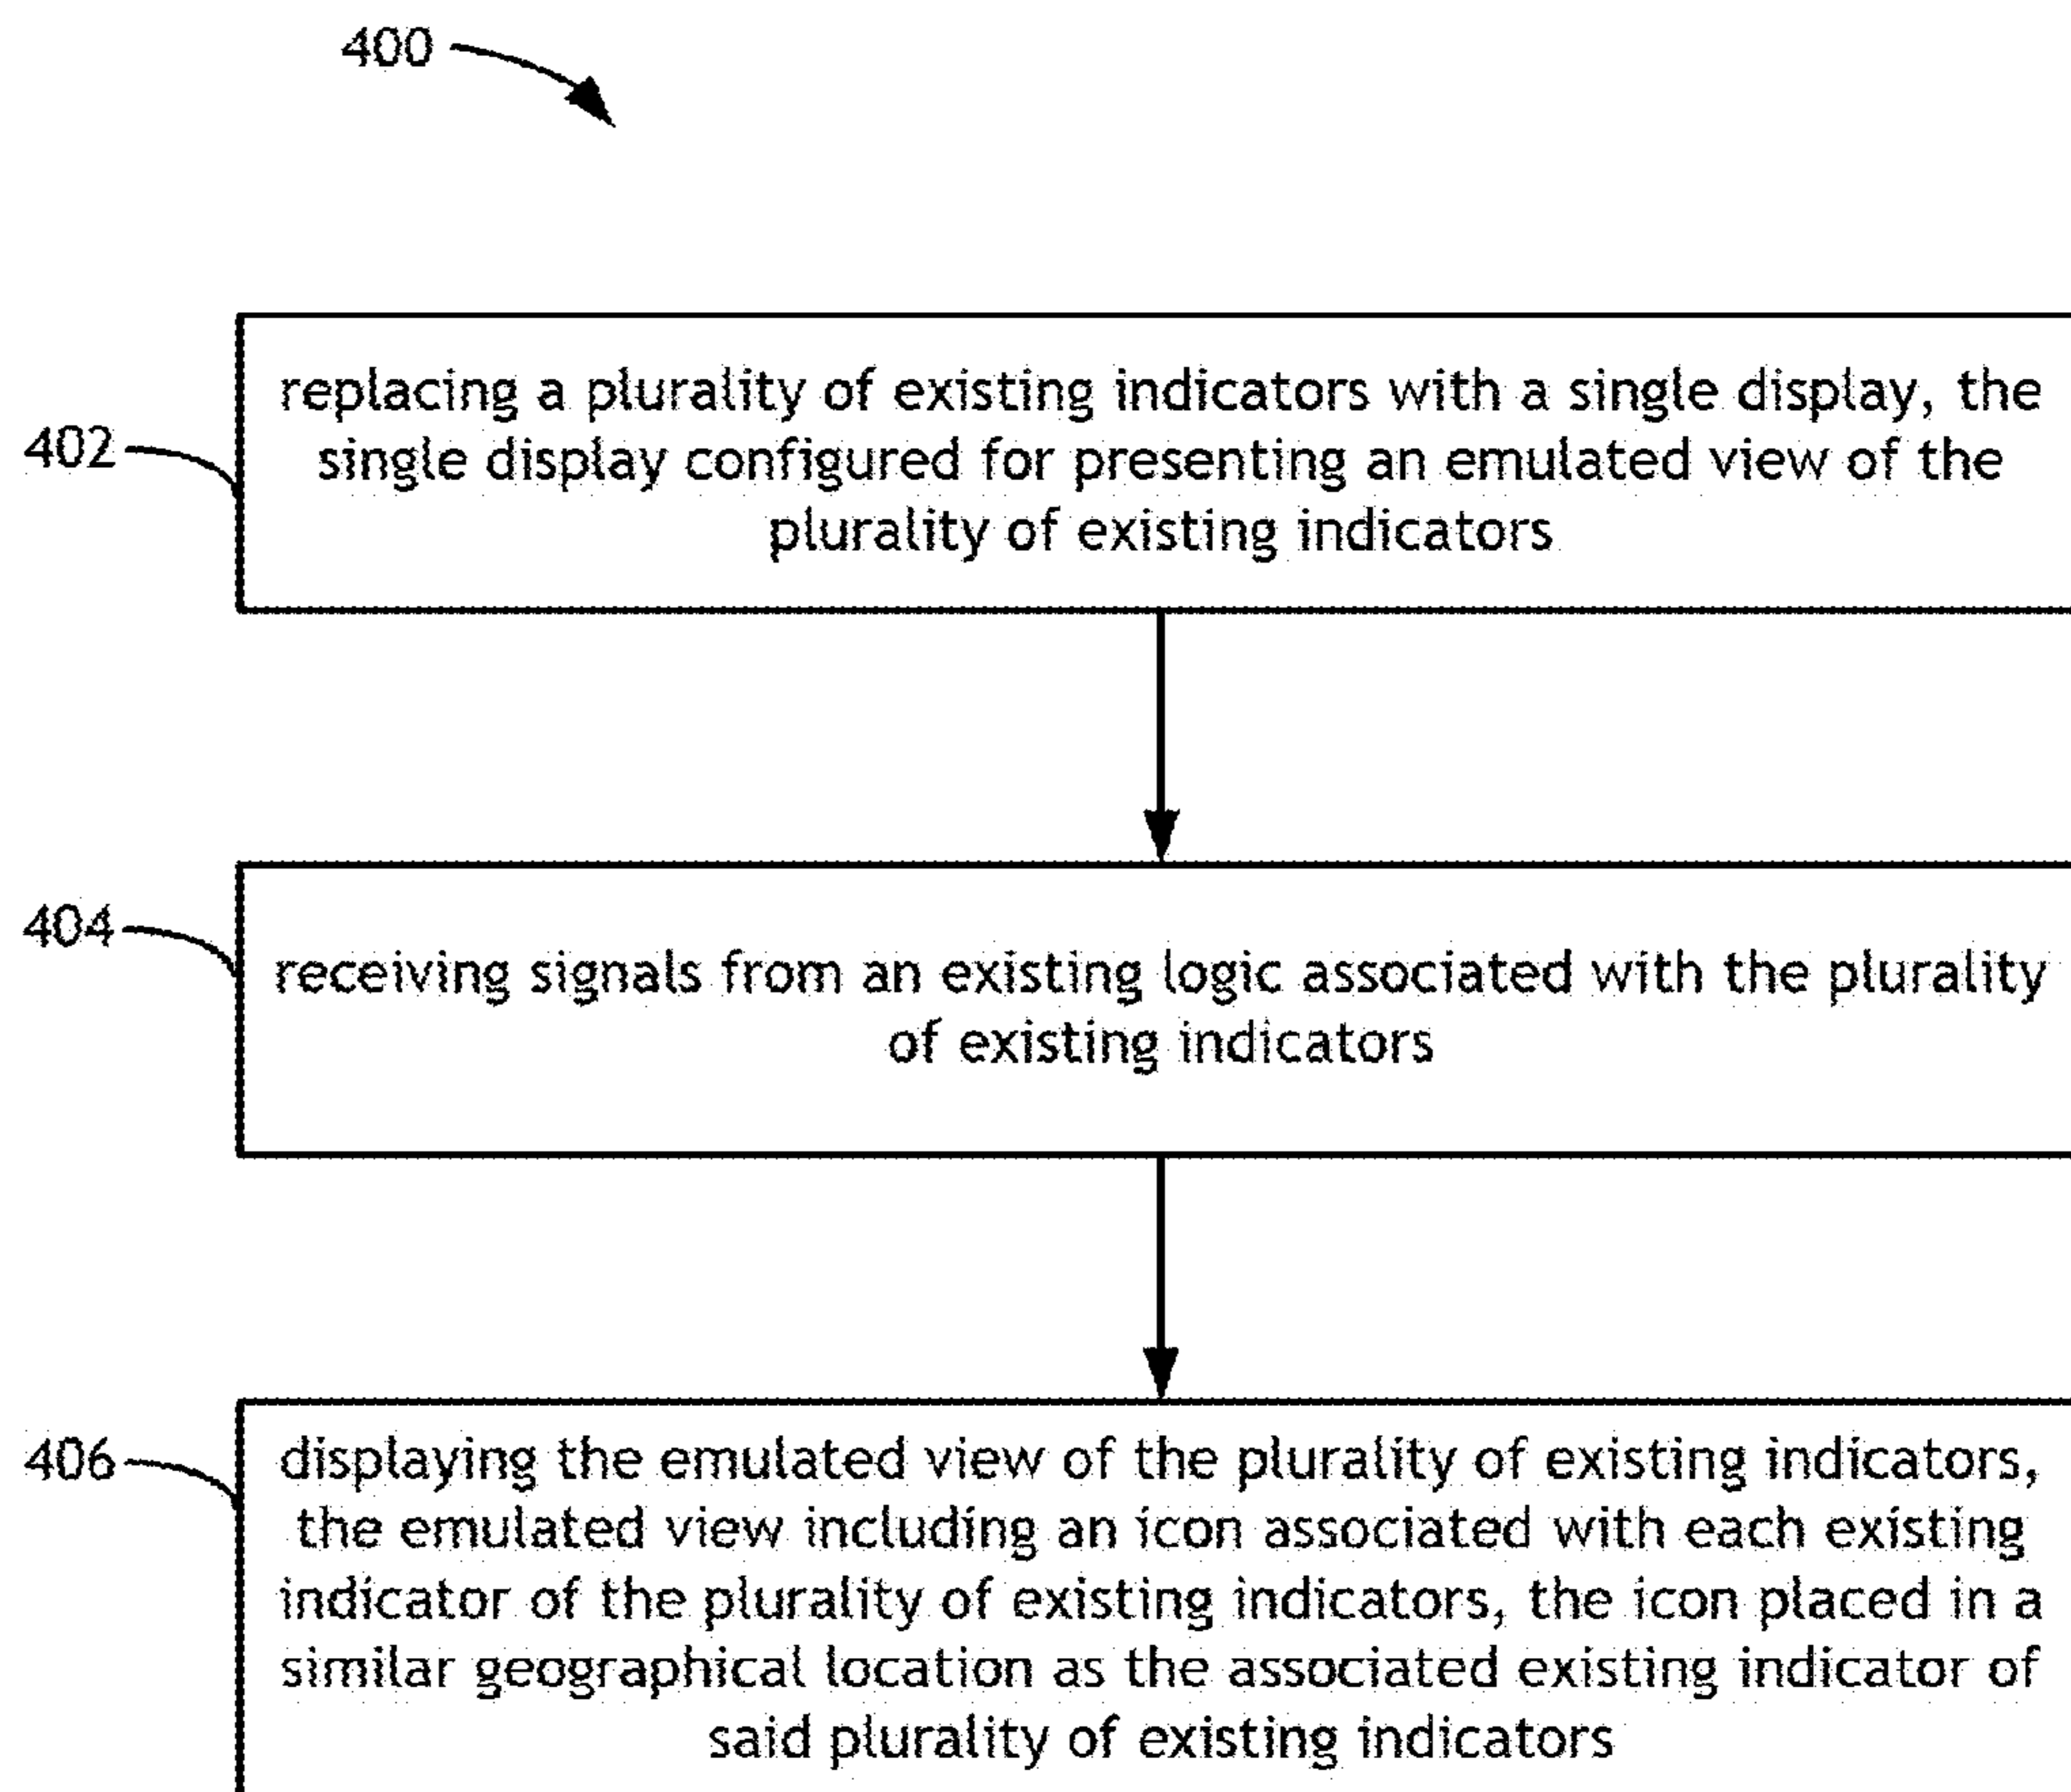 400
402
replacing a plurality of existing indicators with a single display, the
single display configured for presenting an emulated view of the
plurality of existing indicators
404
receiving signals from an existing logic associated with the plurality
of existing indicators
406
displaying the emulated view of the plurality of existing indicators,
the emulated view including an icon associated with each existing
indicator of the plurality of existing indicators, the icon placed in a
similar geographical location as the associated existing indicator of
said plurality of existing indicators